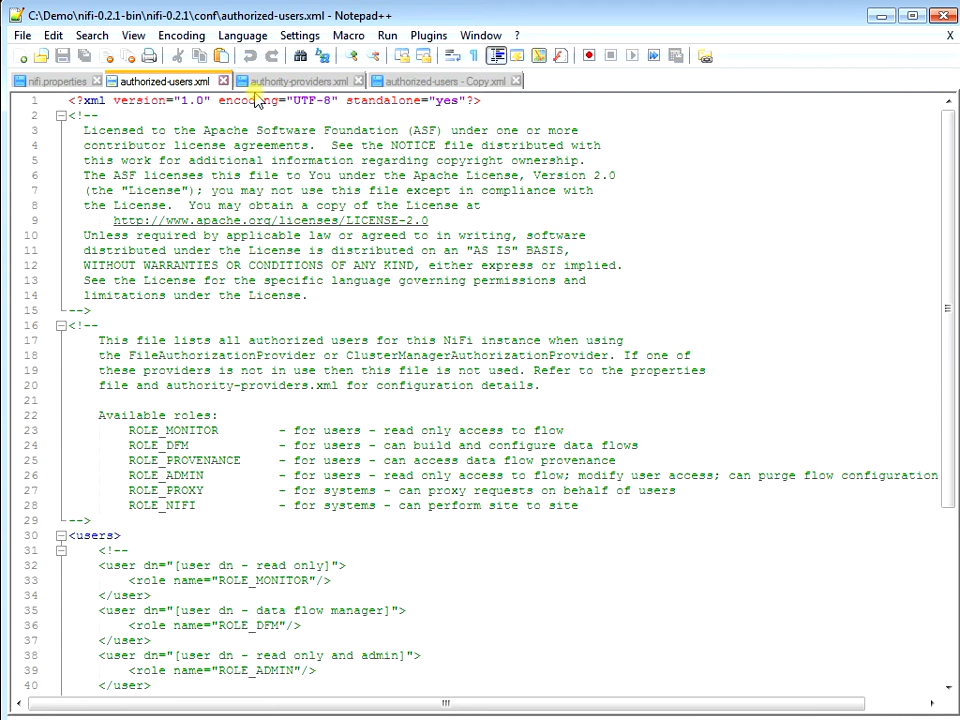 C:\Demo\nifi-0.2.1-bin\nifi-0.2.1\conf\authorized-users.xml - Notepad++
File Edit Search View Encoding Language Settings Macro Run Plugins Window ? X
nifi.properties authorized-users.xml authority-providers.xml authorized-users - Copy.xml
1 <?xml version="1.0" encoding="UTF-8" standalone="yes"?>
2 <!--
3 Licensed to the Apache Software Foundation (ASF) under one or more
4 contributor license agreements. See the NOTICE file distributed with
5 this work for additional information regarding copyright ownership.
6 The ASF licenses this file to You under the Apache License, Version 2.0
7 (the "License"); you may not use this file except in compliance with
8 the License. You may obtain a copy of the License at
9 http://www.apache.org/licenses/LICENSE-2.0
10 Unless required by applicable law or agreed to in writing, software
11 distributed under the License is distributed on an "AS IS" BASIS,
12 WITHOUT WARRANTIES OR CONDITIONS OF ANY KIND, either express or implied.
13 See the License for the specific language governing permissions and
14 limitations under the License.
15 -->
16 <!--
17 This file lists all authorized users for this NiFi instance when using
18 the FileAuthorizationProvider or ClusterManagerAuthorizationProvider. If one of
19 these providers is not in use then this file is not used. Refer to the properties
20 file and authority-providers.xml for configuration details.
21
22 Available roles:
23 ROLE_MONITOR - for users - read only access to flow
24 ROLE_DFM - for users - can build and configure data flows
25 ROLE_PROVENANCE - for users - can access data flow provenance
26 ROLE_ADMIN - for users - read only access to flow; modify user access; can purge flow configuration
27 ROLE_PROXY - for systems - can proxy requests on behalf of users
28 ROLE_NIFI - for systems - can perform site to site
29 -->
30 <users>
31 <!--
32 <user dn="[user dn - read only]">
33 <role name="ROLE_MONITOR"/>
34 </user>
35 <user dn="[user dn - data flow manager]">
36 <role name="ROLE_DFM"/>
37 </user>
38 <user dn="[user dn - read only and admin]">
39 <role name="ROLE_ADMIN"/>
40 </user>